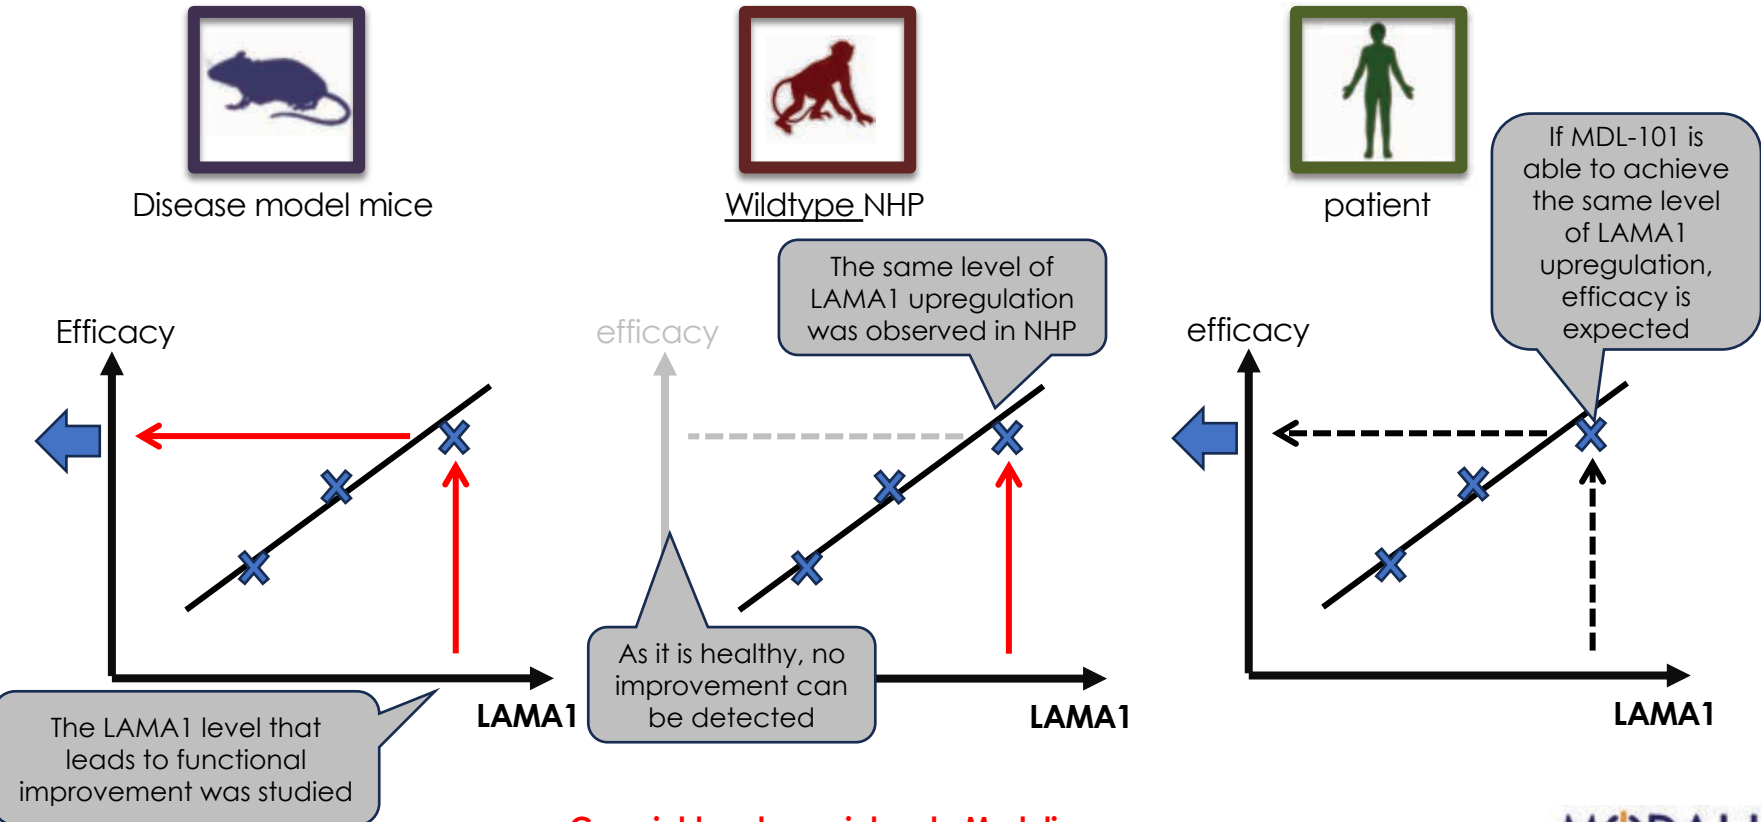 Disease model mice
Wildtype NHP
patient
If MDL-101 is
able to achieve
the same level
of LAMA1
upregulation,
efficacy is
expected
The same level of
LAMA1 upregulation
was observed in NHP
Efficacy
efficacy
efficacy
As it is healthy, no
improvement can
be detected
LAMA1
LAMA1
LAMA1
The LAMA1 level that
leads to functional
improvement was studied